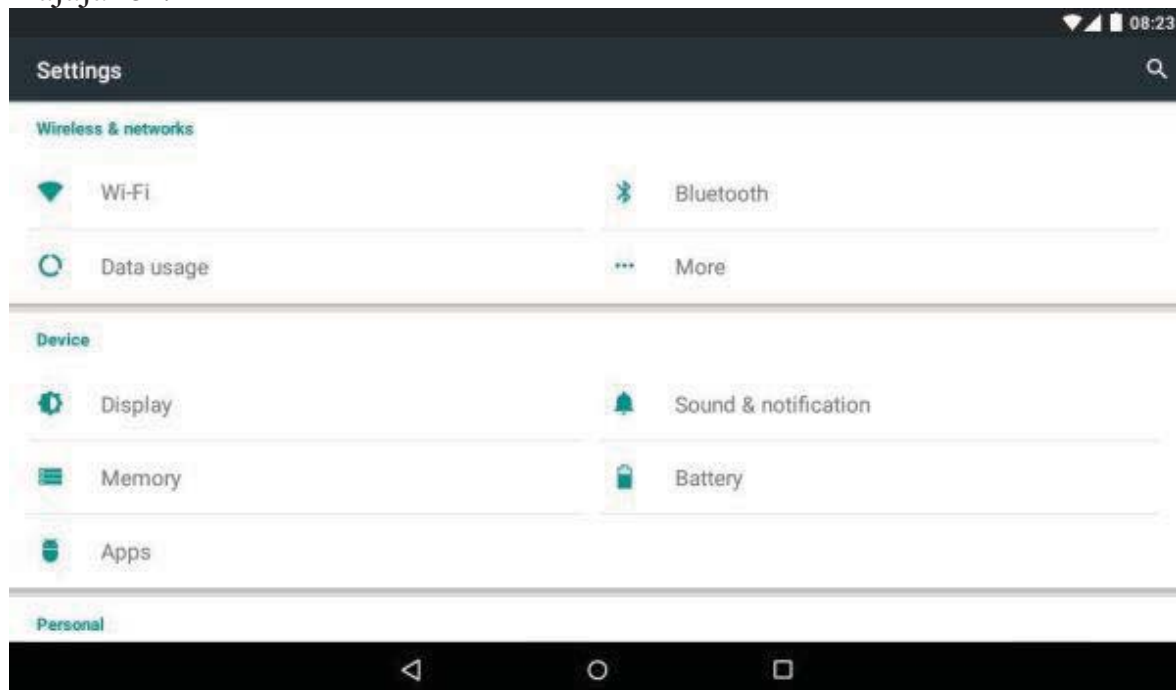 08:23
Settings
Wireless & networks
Wi-Fi Bluetooth
Data usage More
Device
Display Sound & notification
Memory Battery
Apps
Personal